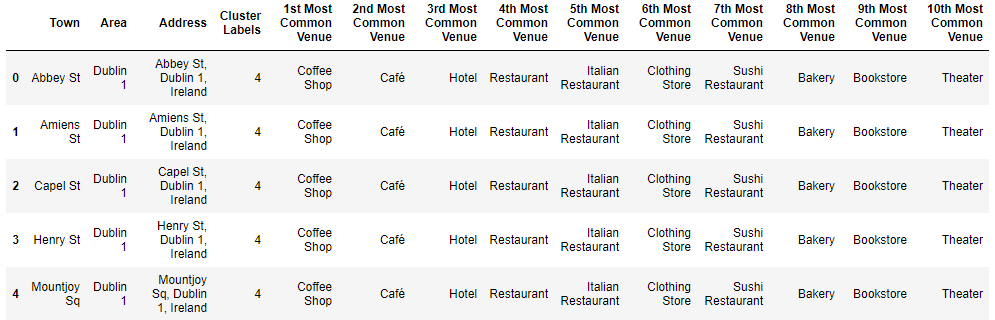 Town Area Address Cluster Labels 1st Most Common Venue 2nd Most Common Venue 3rd Most Common Venue 4th Most Common Venue 5th Most Common Venue 6th Most Common Venue 7th Most Common Venue 8th Most Common Venue 9th Most Common Venue 10th Most Common Venue
0 Abbey St Dublin 1 Abbey St, Dublin 1, Ireland 4 Coffee Shop Café Hotel Restaurant Italian Restaurant Clothing Store Sushi Restaurant Bakery Bookstore Theater
1 Amiens St Dublin 1 Amiens St, Dublin 1, Ireland 4 Coffee Shop Café Hotel Restaurant Italian Restaurant Clothing Store Sushi Restaurant Bakery Bookstore Theater
2 Capel St Dublin 1 Capel St, Dublin 1, Ireland 4 Coffee Shop Café Hotel Restaurant Italian Restaurant Clothing Store Sushi Restaurant Bakery Bookstore Theater
3 Henry St Dublin 1 Henry St, Dublin 1, Ireland 4 Coffee Shop Café Hotel Restaurant Italian Restaurant Clothing Store Sushi Restaurant Bakery Bookstore Theater
4 Mountjoy Sq Dublin 1 Mountjoy Sq, Dublin 1, Ireland 4 Coffee Shop Café Hotel Restaurant Italian Restaurant Clothing Store Sushi Restaurant Bakery Bookstore Theater